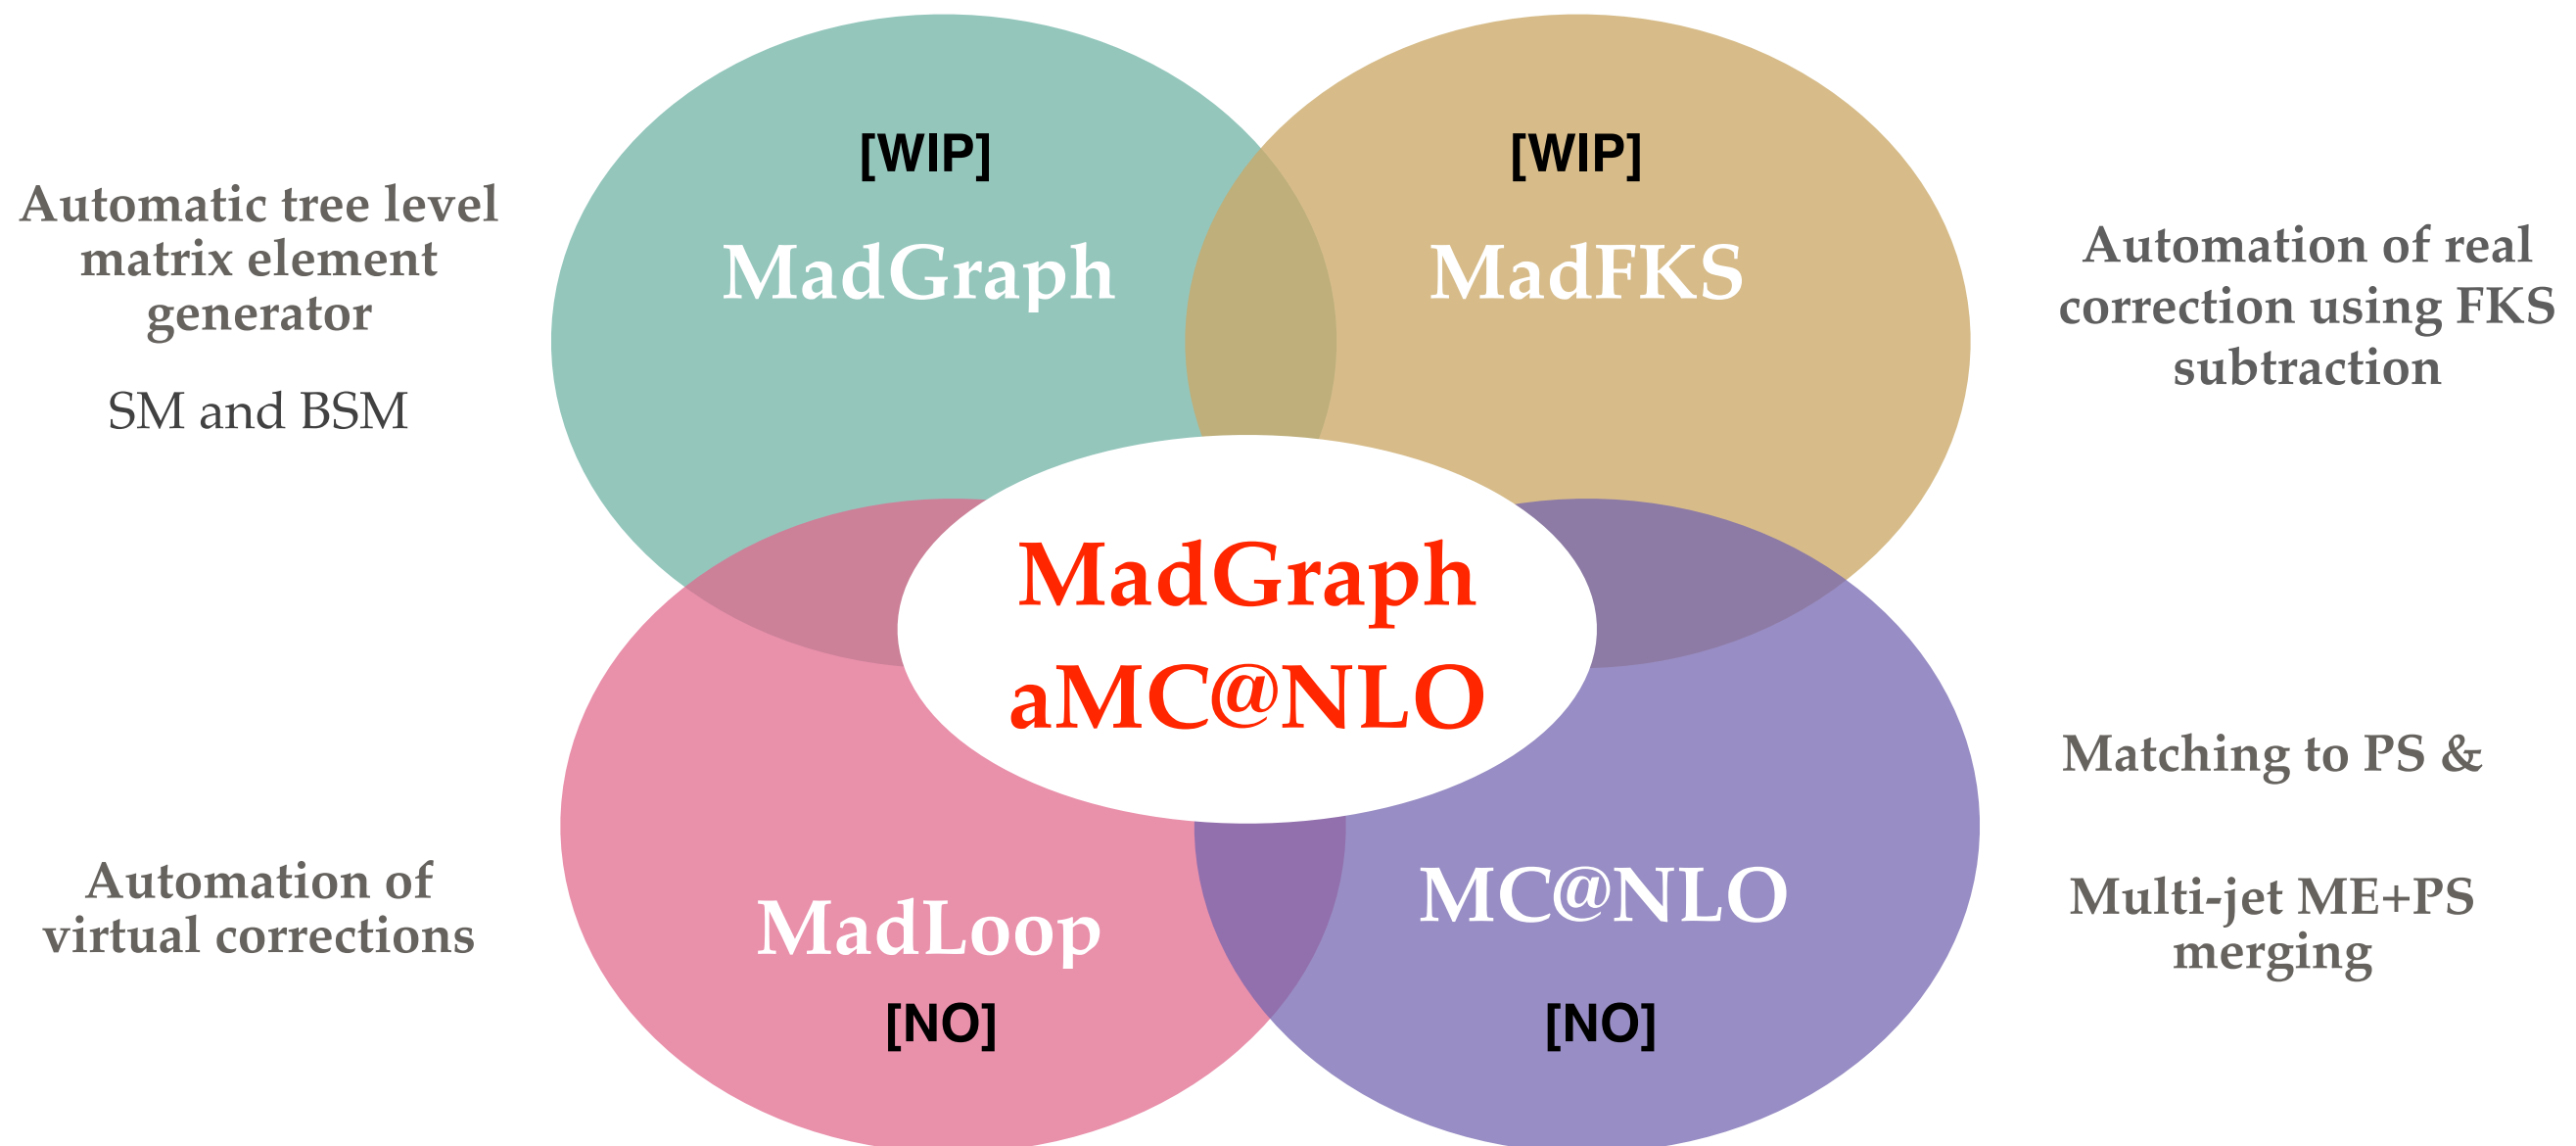 Automatic tree level
matrix element
generator
SM and BSM
[WIP]
MadGraph
[WIP]
MadFKS
Automation of real
correction using FKS
subtraction
MadGraph
aMC@NLO
Automation of
virtual corrections
MadLoop
[NO]
MC@NLO
[NO]
Matching to PS &
Multi-jet ME+PS
merging